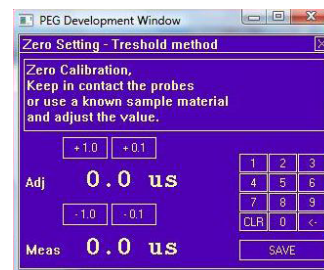 PEG Development Window
Zero Setting - Treshold method
Zero Calibration,
Keep in contact the probes
or use a known sample material
and adjust the value.
+ 1.0 + 0.1
Adj 0.0 us
- 1.0 - 0.1
Meas 0.0 us
1 2 3
4 5 6
7 8 9
CLR 0 <-
SAVE